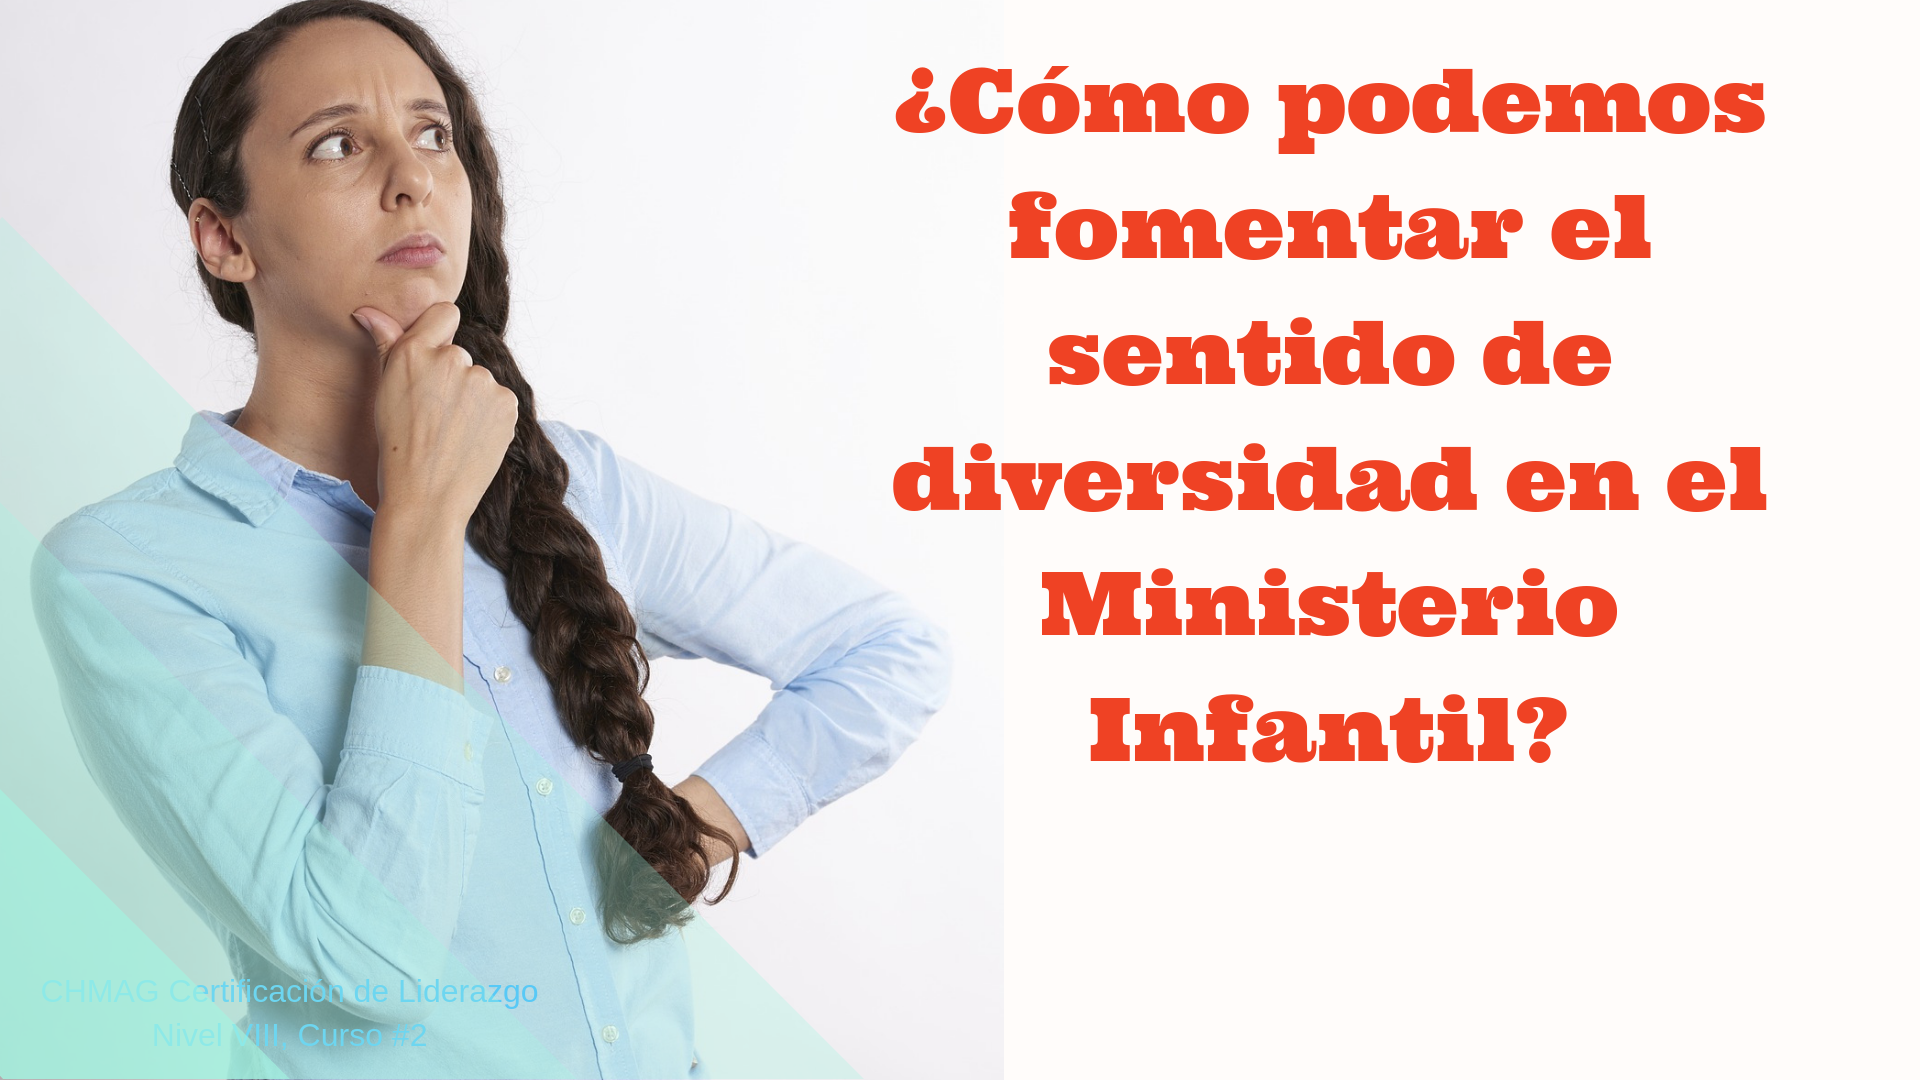 ¿Cómo podemos
fomentar el
sentido de
diversidad en el
Ministerio
Infantil?
CHMAG Certificación de Liderazgo
Nivel VIII, Curso #2